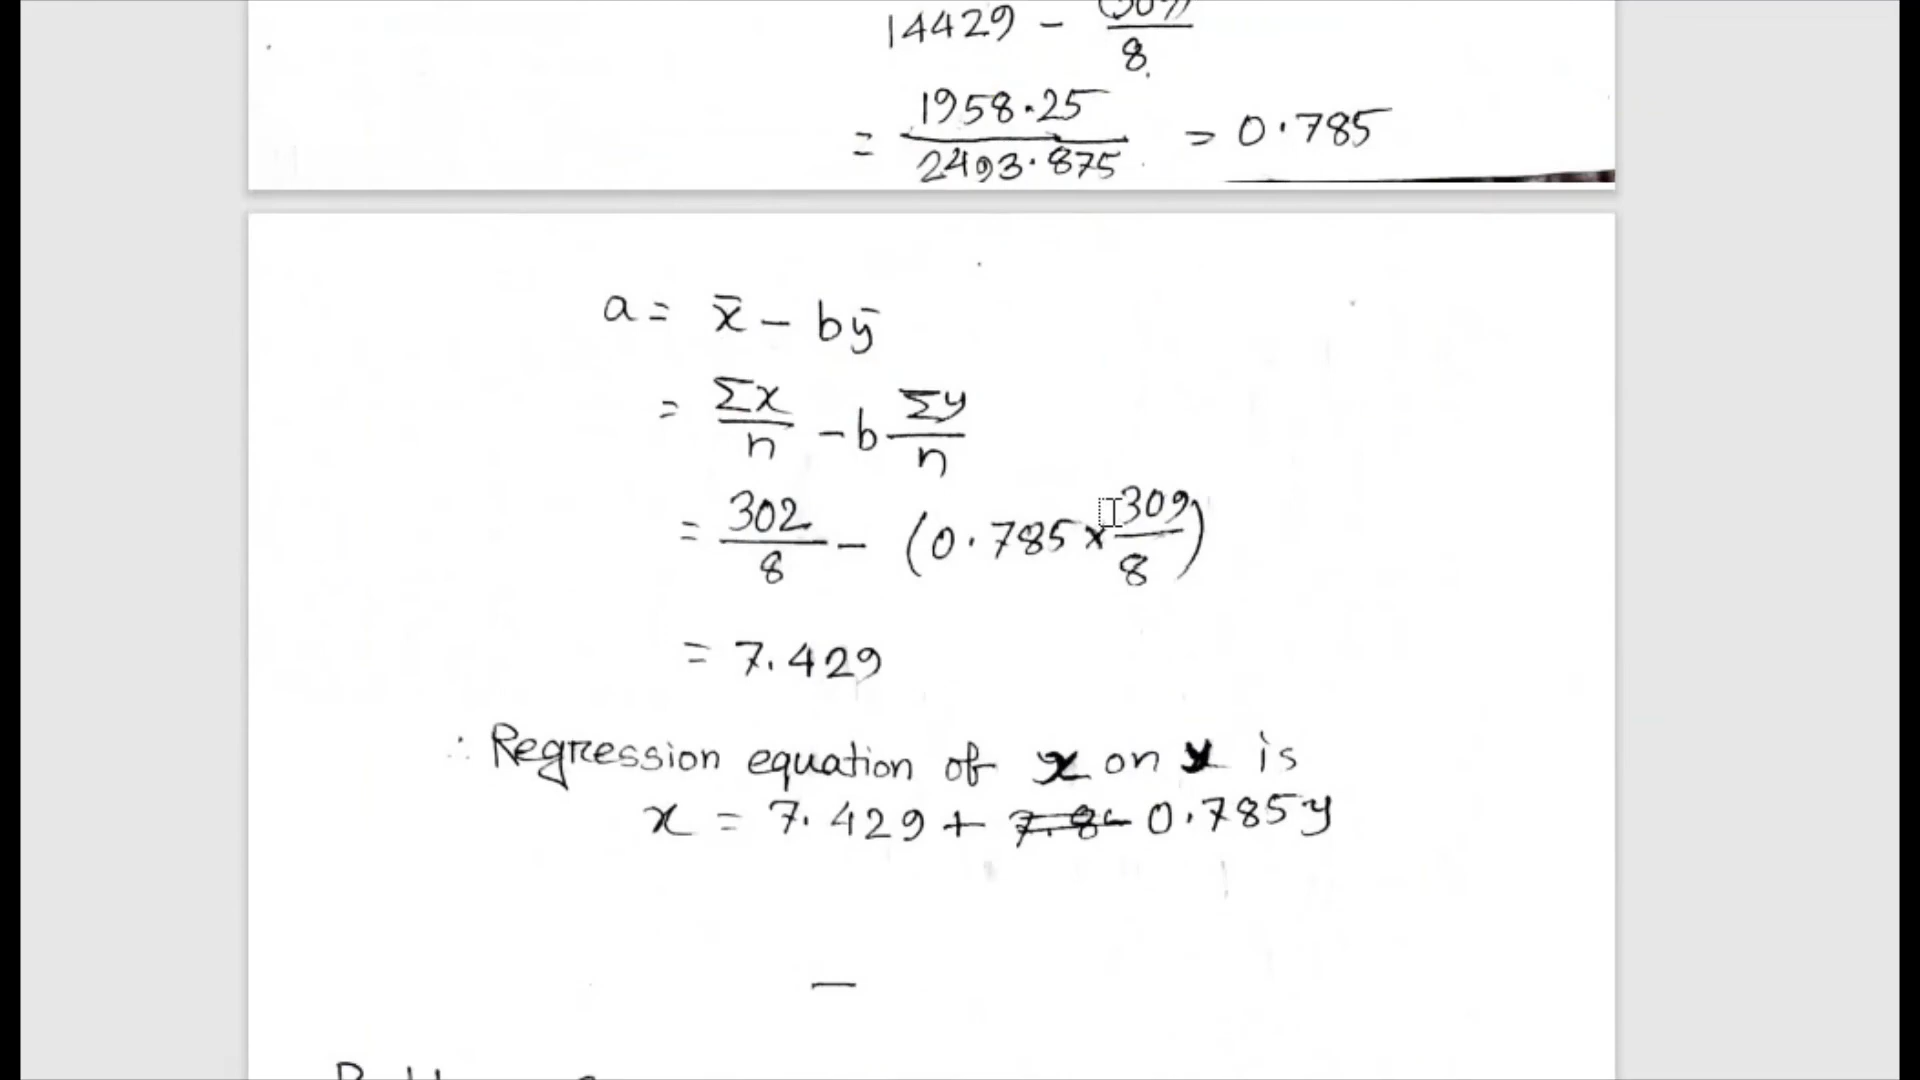 14429 - (309)/8
= 1958.25/2493.875 = 0.785
a = x̄ - bȳ
= Σx/n - b Σy/n
= 302/8 - (0.785 × 309/8)
= 7.429
∴ Regression equation of x on y is
x = 7.429 + 0.785y